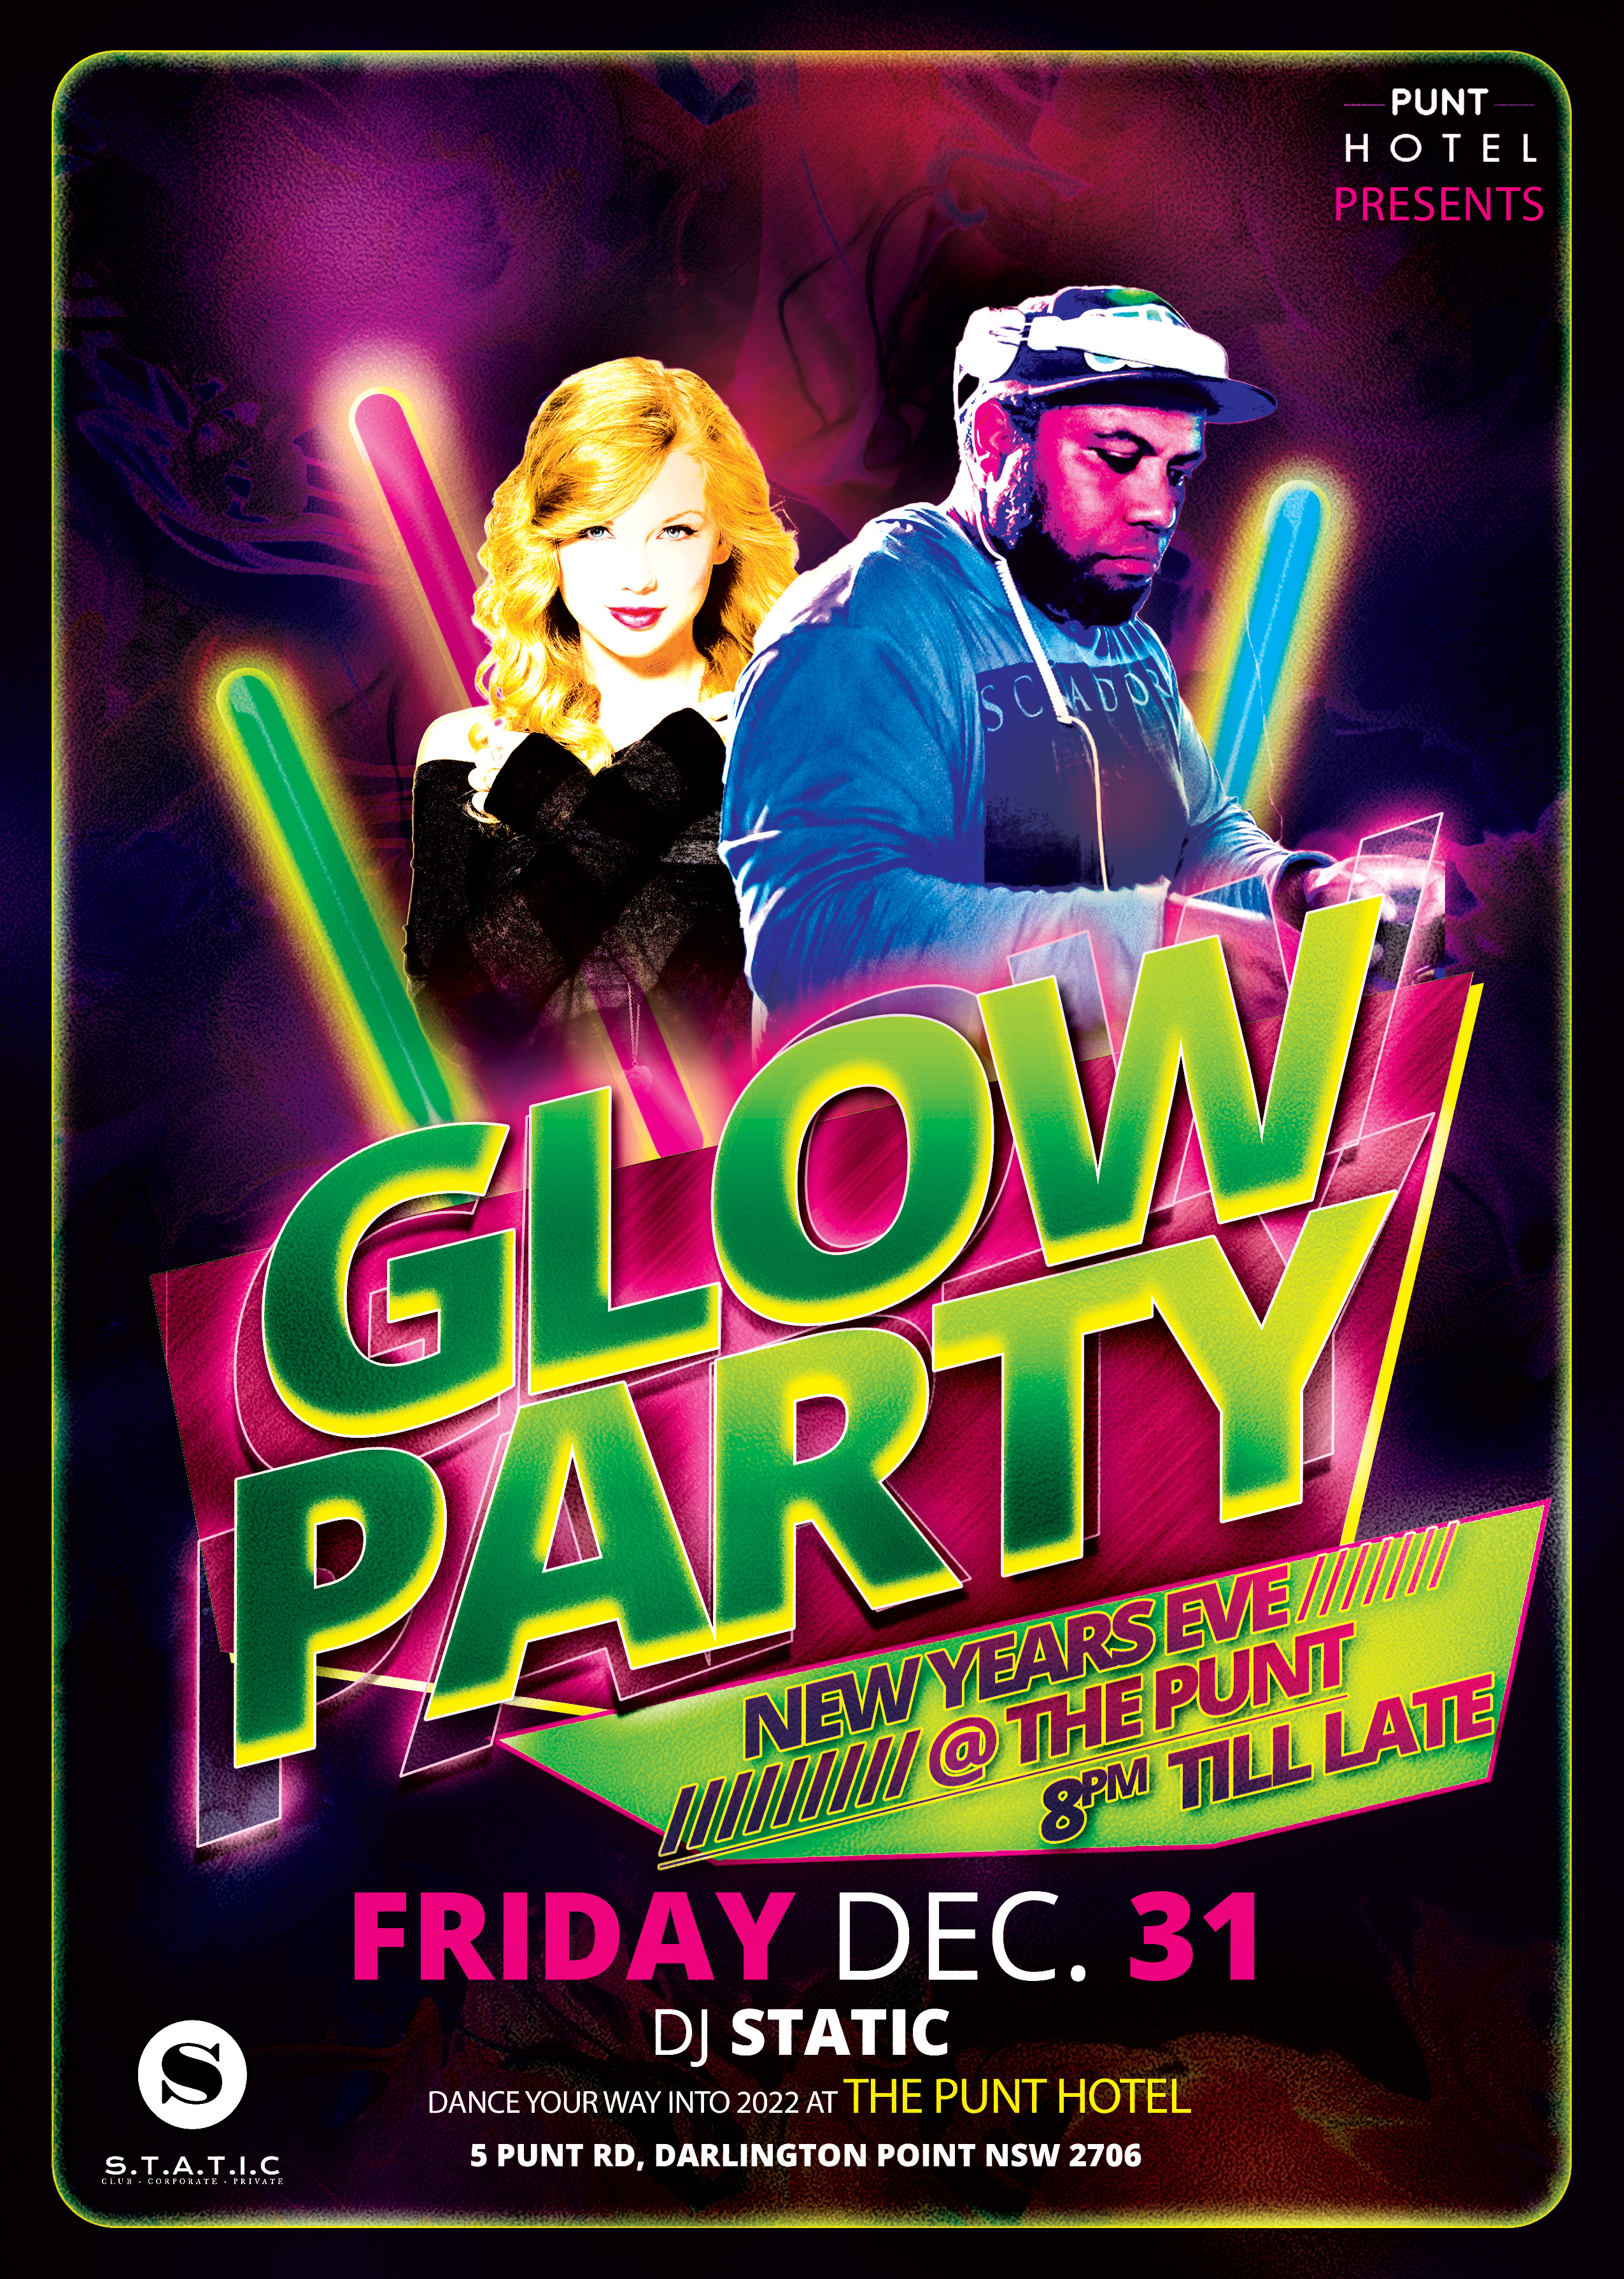 PUNT
HOTEL
PRESENTS
GLOW
PARTY
NEW YEARS EVE ///////
////////// @ THE PUNT
8PM TILL LATE
FRIDAY DEC. 31
DJ STATIC
DANCE YOUR WAY INTO 2022 AT THE PUNT HOTEL
5 PUNT RD, DARLINGTON POINT NSW 2706
S
S.T.A.T.I.C
CLUB · CORPORATE · PRIVATE